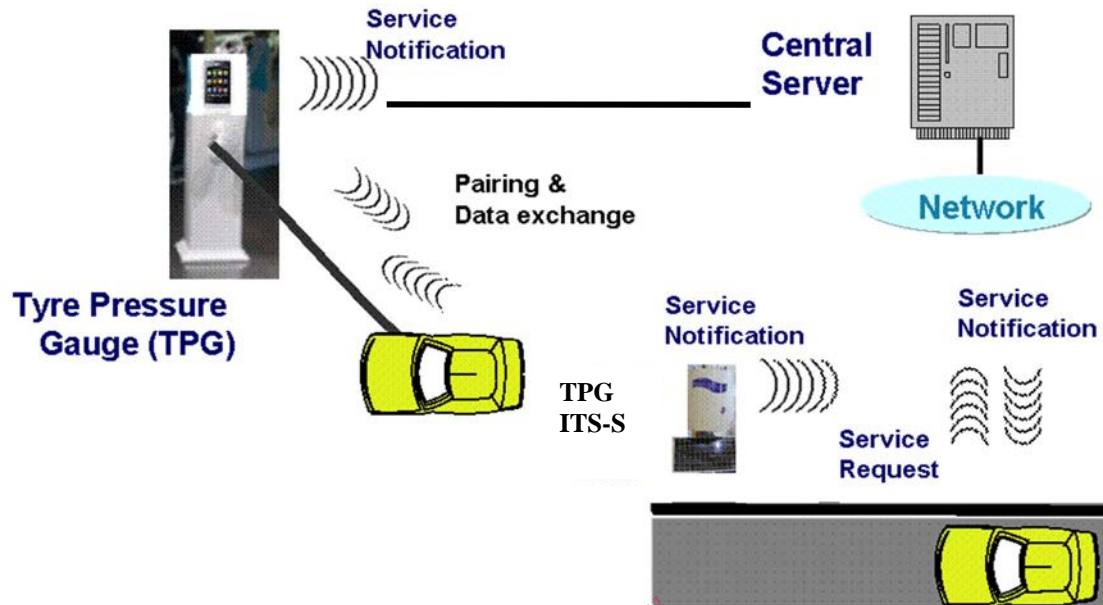 Service
Notification
Central
Server
Pairing &
Data exchange
Network
Tyre Pressure
Gauge (TPG)
Service
Notification
Service
Notification
TPG
ITS-S
Service
Request